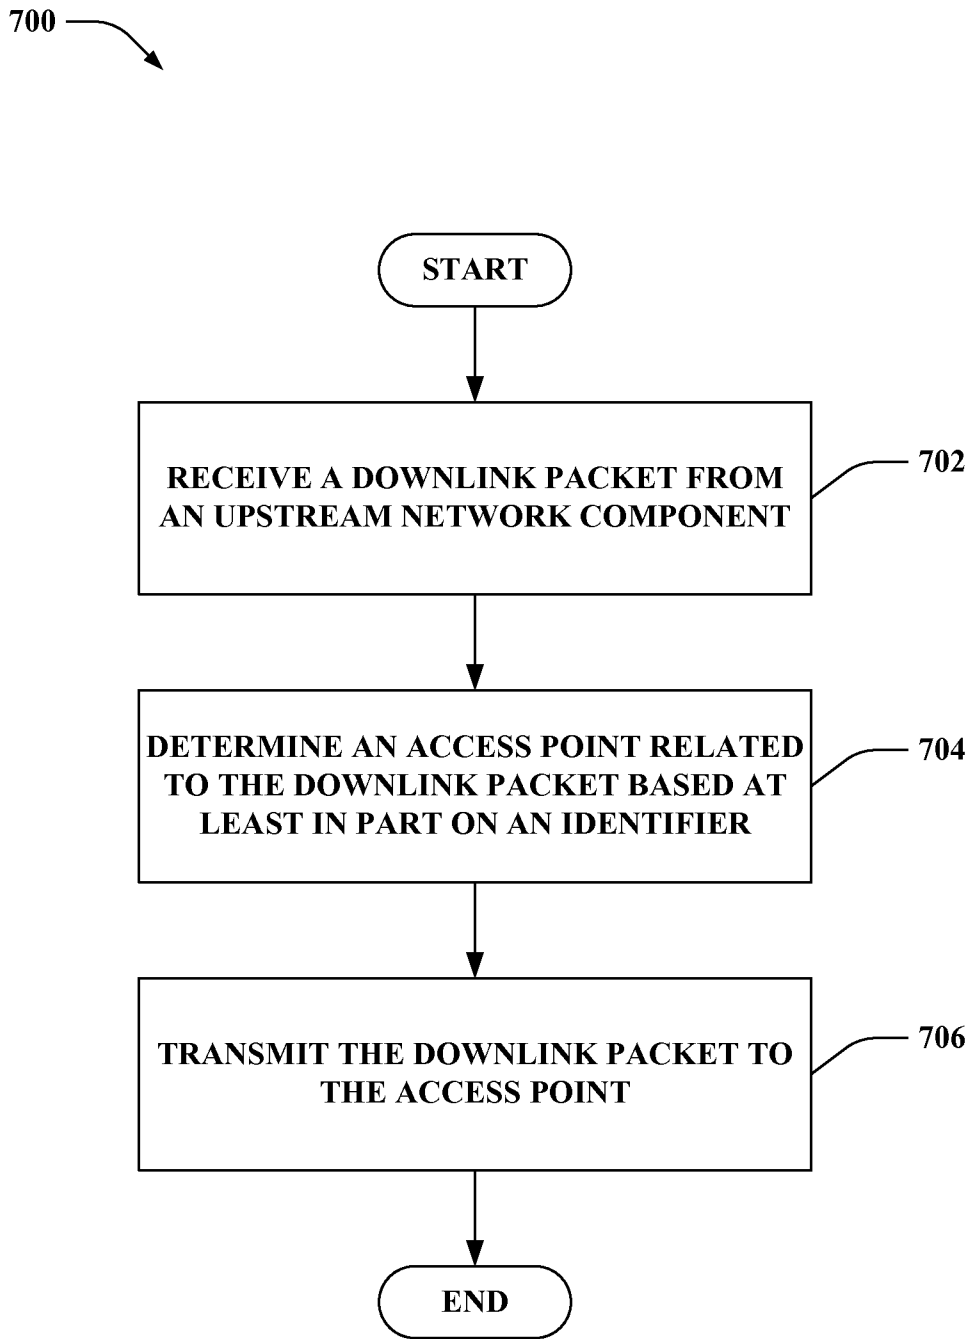 700
START
RECEIVE A DOWNLINK PACKET FROM
AN UPSTREAM NETWORK COMPONENT
702
DETERMINE AN ACCESS POINT RELATED
TO THE DOWNLINK PACKET BASED AT
LEAST IN PART ON AN IDENTIFIER
704
TRANSMIT THE DOWNLINK PACKET TO
THE ACCESS POINT
706
END